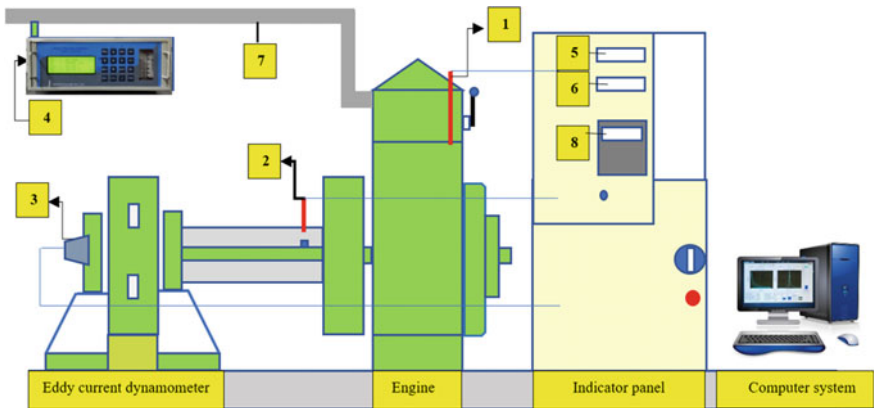 1
5
7
6
4
8
2
3
Eddy current dynamometer
Engine
Indicator panel
Computer system